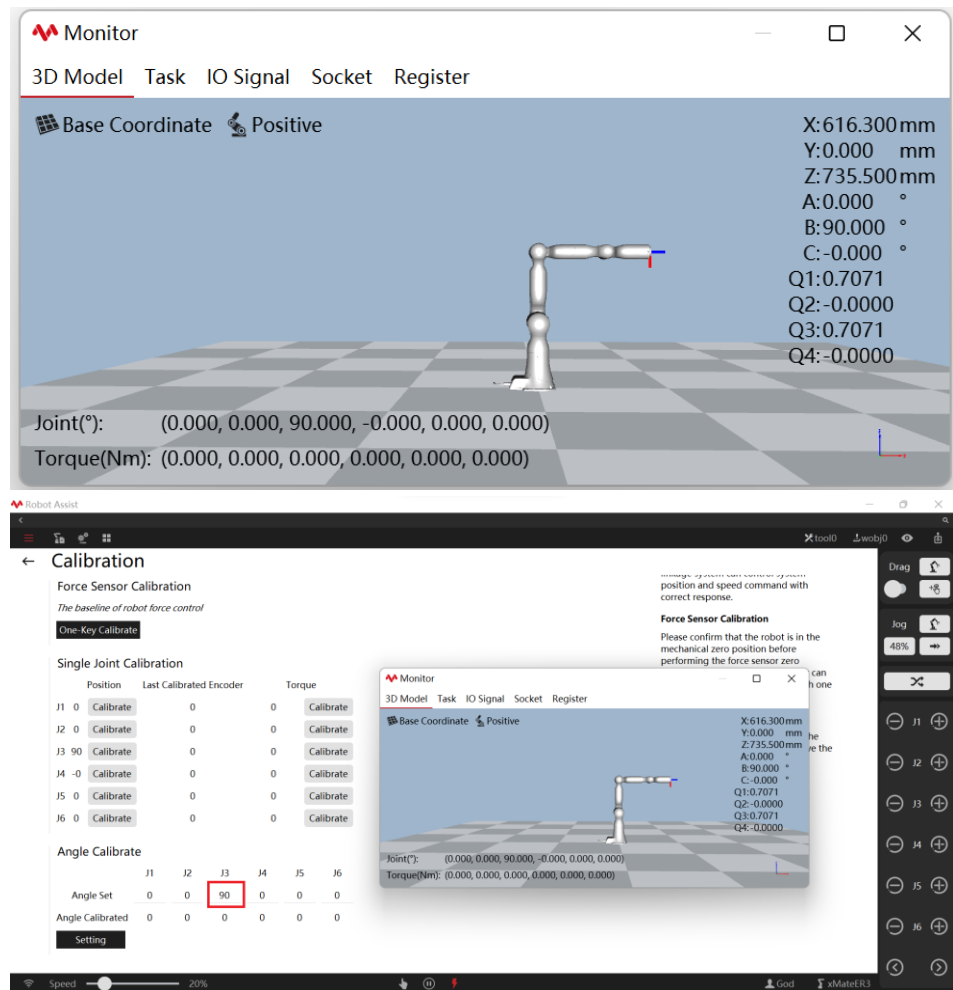 Monitor
3D Model Task IO Signal Socket Register
Base Coordinate Positive
X:616.300mm
Y:0.000 mm
Z:735.500mm
A:0.000 °
B:90.000 °
C:-0.000 °
Q1:0.7071
Q2:-0.0000
Q3:0.7071
Q4:-0.0000
Joint(°): (0.000, 0.000, 90.000, -0.000, 0.000, 0.000)
Torque(Nm): (0.000, 0.000, 0.000, 0.000, 0.000, 0.000)
Robot Assist
tool0 wobj0
Calibration
Force Sensor Calibration
The baseline of robot force control
One-Key Calibrate
Single Joint Calibration
Position Last Calibrated Encoder Torque
J1 0 Calibrate 0 0 Calibrate
J2 0 Calibrate 0 0 Calibrate
J3 90 Calibrate 0 0 Calibrate
J4 -0 Calibrate 0 0 Calibrate
J5 0 Calibrate 0 0 Calibrate
J6 0 Calibrate 0 0 Calibrate
Angle Calibrate
J1 J2 J3 J4 J5 J6
Angle Set 0 0 90 0 0 0
Angle Calibrated 0 0 0 0 0 0
Setting
position and speed command with
correct response.
Force Sensor Calibration
Please confirm that the robot is in the
mechanical zero position before
performing the force sensor zero
can
one
the
Monitor
3D Model Task IO Signal Socket Register
Base Coordinate Positive
X:616.300mm
Y:0.000 mm
Z:735.500mm
A:0.000 °
B:90.000 °
C:-0.000 °
Q1:0.7071
Q2:-0.0000
Q3:0.7071
Q4:-0.0000
Joint(°): (0.000, 0.000, 90.000, -0.000, 0.000, 0.000)
Torque(Nm): (0.000, 0.000, 0.000, 0.000, 0.000, 0.000)
Drag
Jog
48%
J1
J2
J3
J4
J5
J6
Speed 20%
God xMateER3